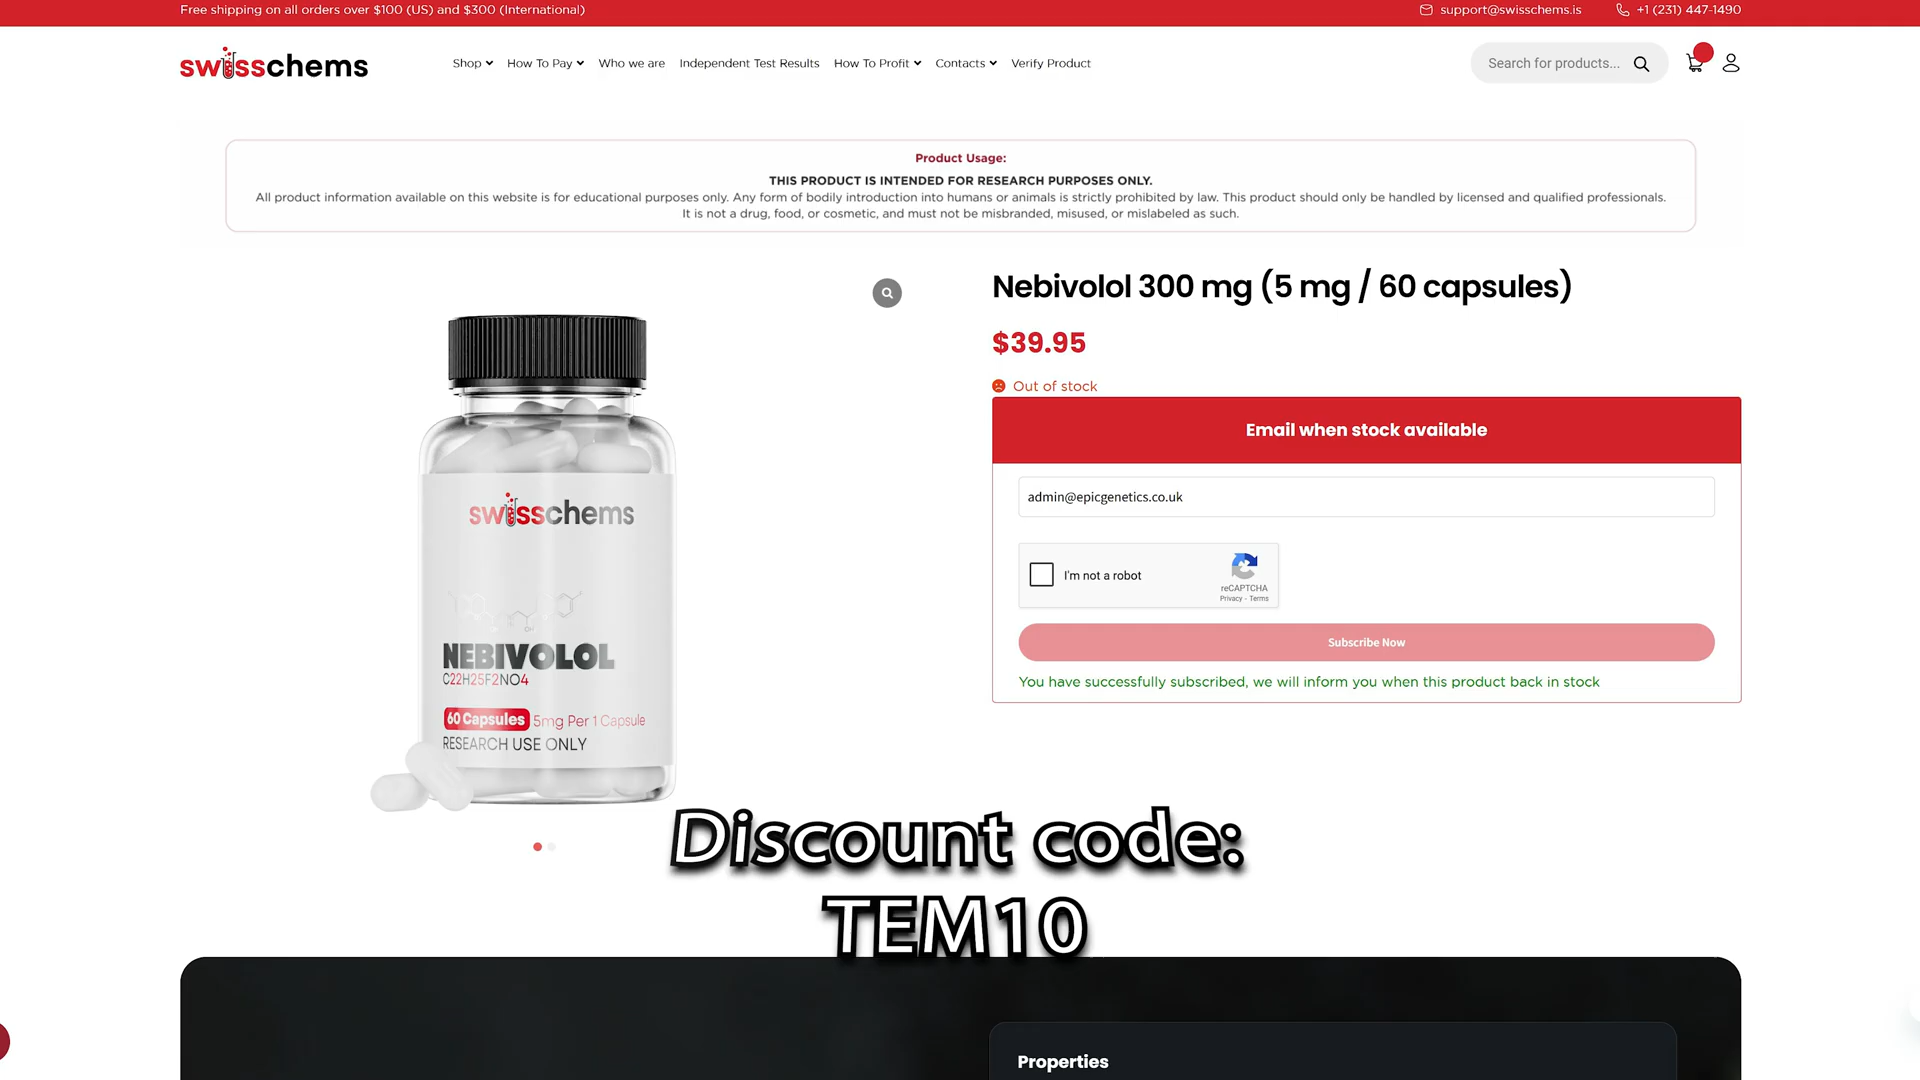 Free shipping on all orders over $100 (US) and $300 (International)
support@swisschems.is
+1 (231) 447-1490
swisschems
Shop
How To Pay
Who we are
Independent Test Results
How To Profit
Contacts
Verify Product
Search for products...
Product Usage:
THIS PRODUCT IS INTENDED FOR RESEARCH PURPOSES ONLY.
All product information available on this website is for educational purposes only. Any form of bodily introduction into humans or animals is strictly prohibited by law. This product should only be handled by licensed and qualified professionals.
It is not a drug, food, or cosmetic, and must not be misbranded, misused, or mislabeled as such.
Nebivolol 300 mg (5 mg / 60 capsules)
$39.95
Out of stock
Email when stock available
admin@epicgenetics.co.uk
I'm not a robot
reCAPTCHA
Privacy - Terms
Subscribe Now
You have successfully subscribed, we will inform you when this product back in stock
swisschems
NEBIVOLOL
C22H25F2NO4
60 Capsules 5mg Per 1 Capsule
RESEARCH USE ONLY
Discount code:
TEM10
Properties